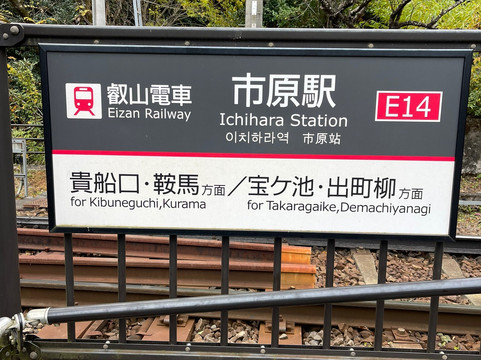 叡山電車
Eizan Railway
市原駅
Ichihara Station
이치하라역 市原站
E14
貴船口・鞍馬方面／宝ケ池・出町柳方面
for Kibuneguchi,Kurama for Takaragaike,Demachiyanagi